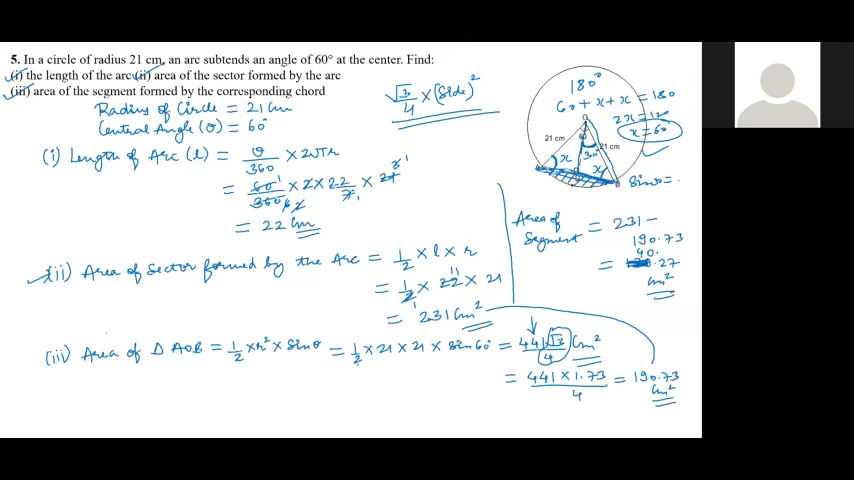 5. In a circle of radius 21 cm, an arc subtends an angle of 60° at the center. Find:
(i) the length of the arc (ii) area of the sector formed by the arc
(iii) area of the segment formed by the corresponding chord
Radius of Circle = 21 cm
Central Angle (θ) = 60°
√3/4 × (Side)²
180°
60 + x + x = 180
2x = 120
x = 60°
O
60
21 cm
21 cm
30°
x
x
Sin θ =
(i) Length of Arc (l) = θ/360 × 2πr
= 60/360 × 2 × 22/7 × 21
= 22 cm
(ii) Area of Sector formed by the Arc = 1/2 × l × r
= 1/2 × 22 × 21
= 231 cm²
Area of Segment = 231 -
190.73
= 40.27
cm²
(iii) Area of Δ AOB = 1/2 × r² × Sin θ = 1/2 × 21 × 21 × Sin 60° = 441 × √3/4 cm²
= 441 × 1.73/4 = 190.73 cm²